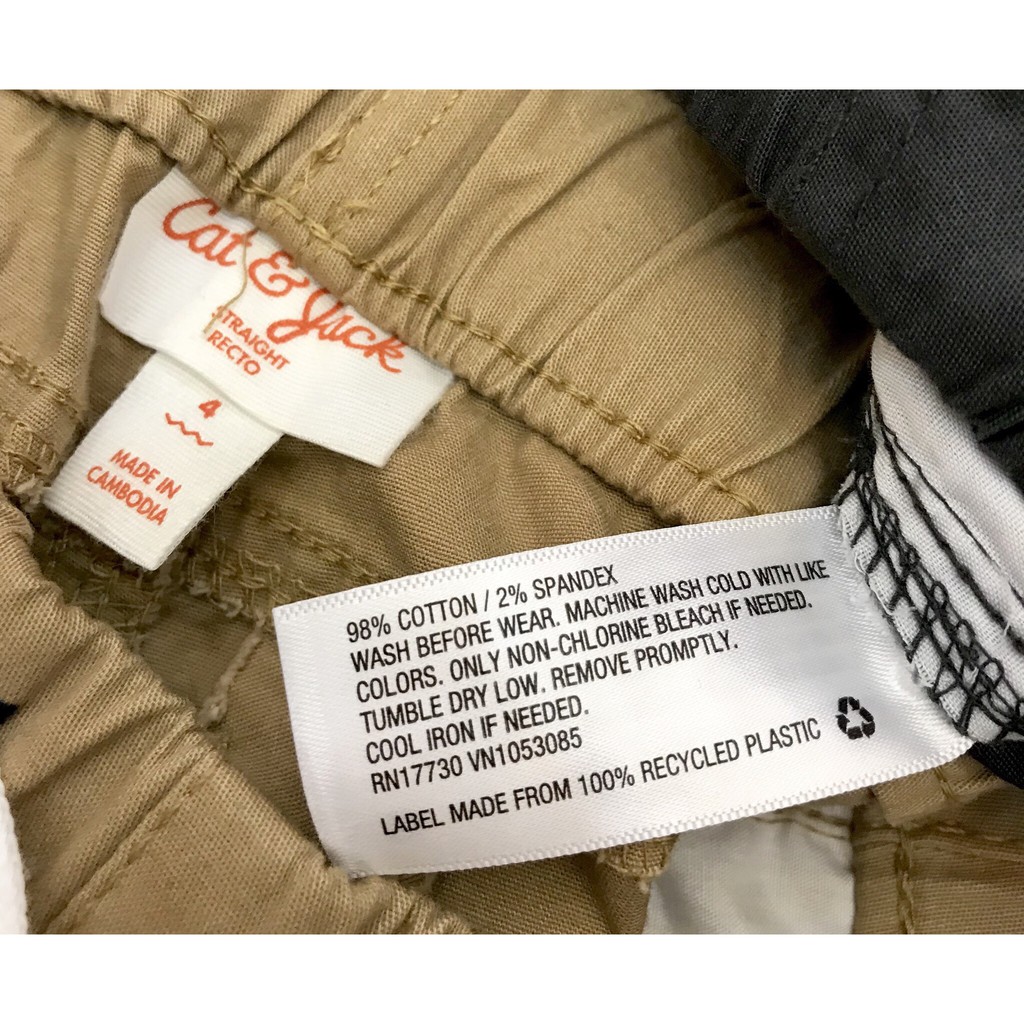 Cat & Jack
STRAIGHT
RECTO
4
MADE IN
CAMBODIA
98% COTTON / 2% SPANDEX
WASH BEFORE WEAR. MACHINE WASH COLD WITH LIKE
COLORS. ONLY NON-CHLORINE BLEACH IF NEEDED.
TUMBLE DRY LOW. REMOVE PROMPTLY.
COOL IRON IF NEEDED.
RN17730 VN1053085
LABEL MADE FROM 100% RECYCLED PLASTIC